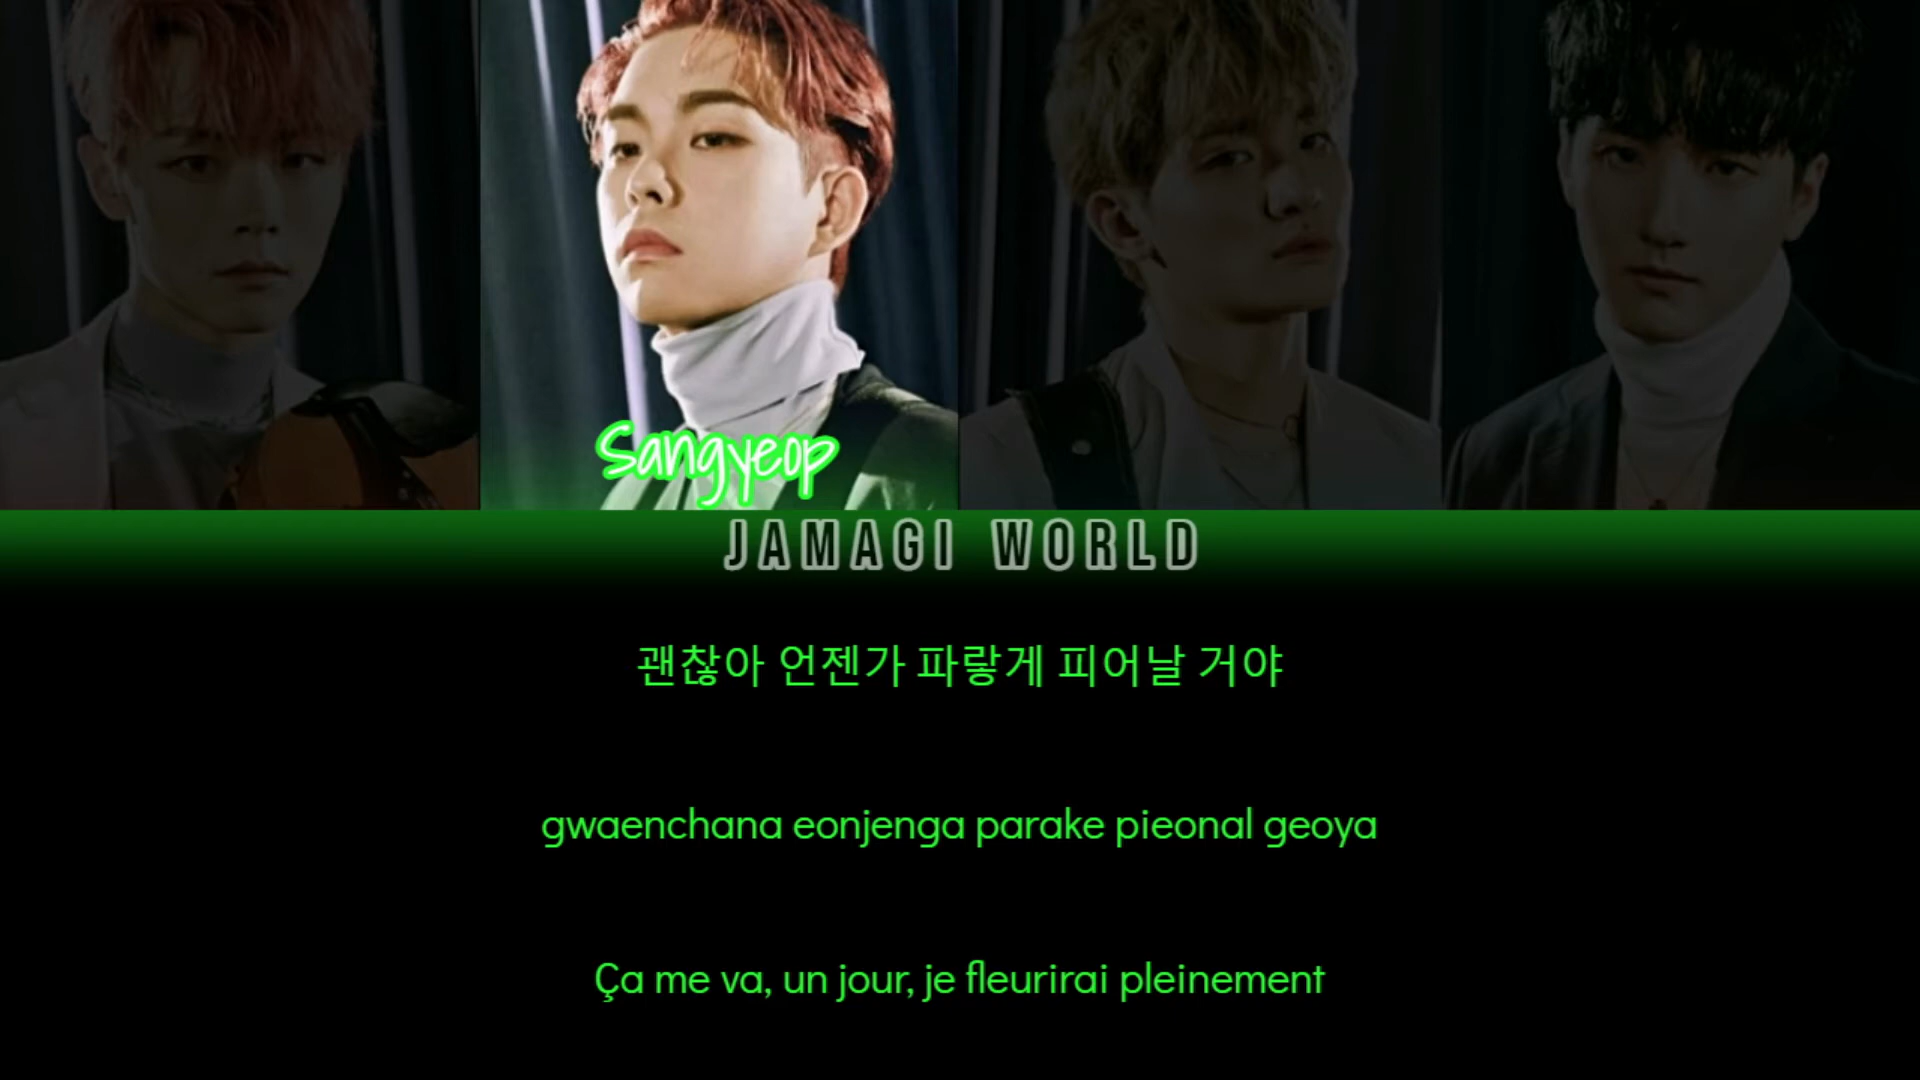 Sangyeop
JAMAGI WORLD
괜찮아 언젠가 파랗게 피어날 거야
gwaenchana eonjenga parake pieonal geoya
Ça me va, un jour, je fleurirai pleinement